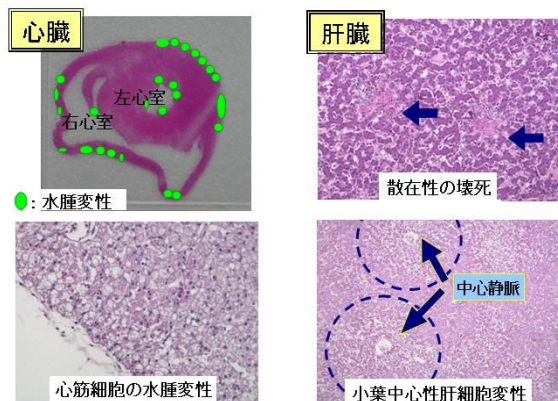 心臓
左心室
右心室
: 水腫変性
心筋細胞の水腫変性
肝臓
散在性の壊死
中心静脈
小葉中心性肝細胞変性